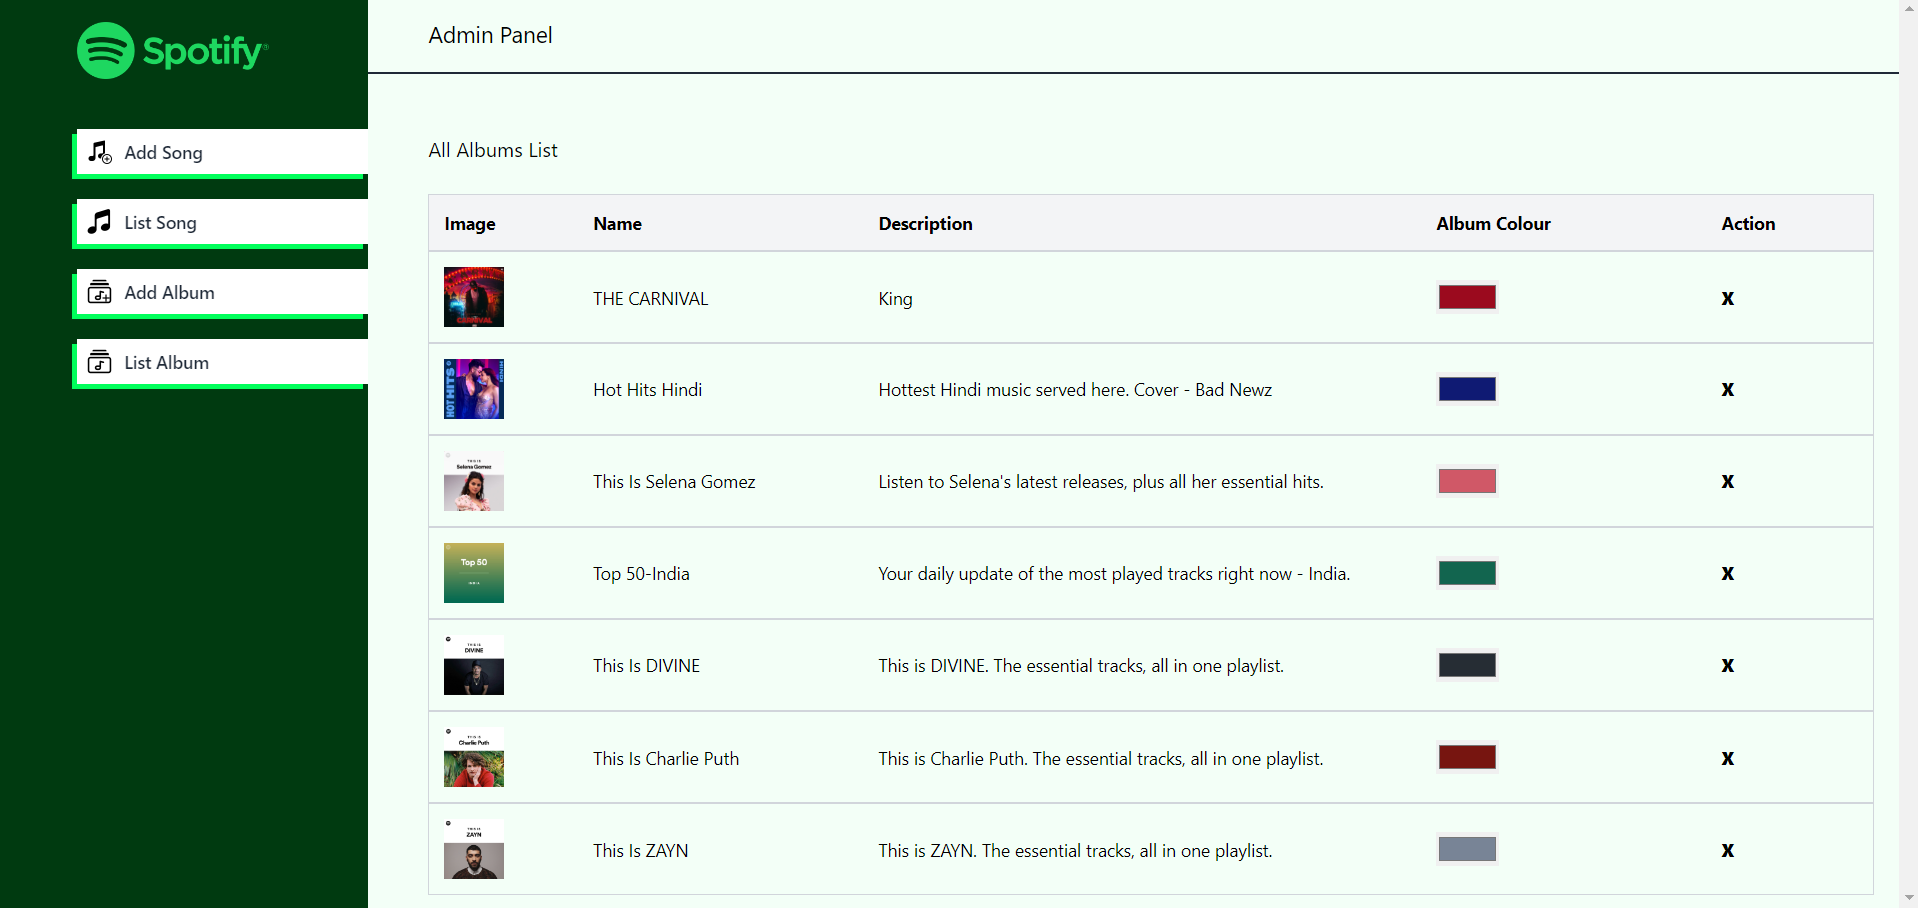 Spotify®
Admin Panel
Add Song
List Song
Add Album
List Album
All Albums List
Image Name Description Album Colour Action
CARNIVAL THE CARNIVAL King X
HOT HITS HINDI Hot Hits Hindi Hottest Hindi music served here. Cover - Bad Newz X
THIS IS
Selena Gomez
This Is Selena Gomez Listen to Selena's latest releases, plus all her essential hits. X
Top 50
INDIA
Top 50-India Your daily update of the most played tracks right now - India. X
THIS IS
DIVINE
This Is DIVINE This is DIVINE. The essential tracks, all in one playlist. X
THIS IS
Charlie Puth
This Is Charlie Puth This is Charlie Puth. The essential tracks, all in one playlist. X
THIS IS
ZAYN
This Is ZAYN This is ZAYN. The essential tracks, all in one playlist. X